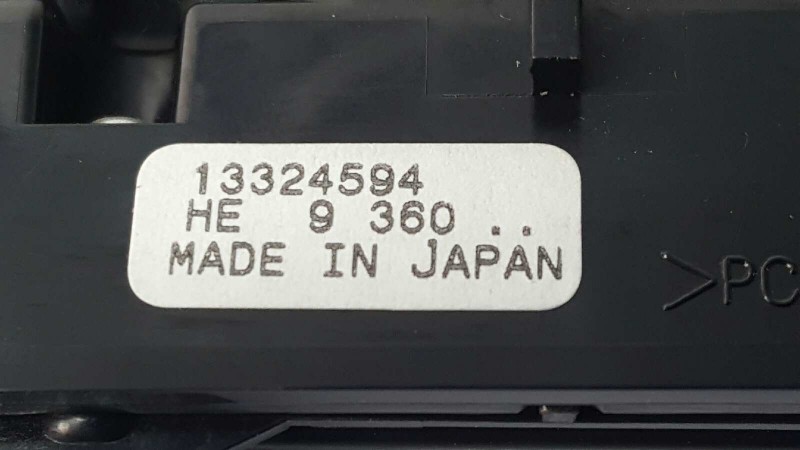 13324594
HE 9 360 ..
MADE IN JAPAN
>PC